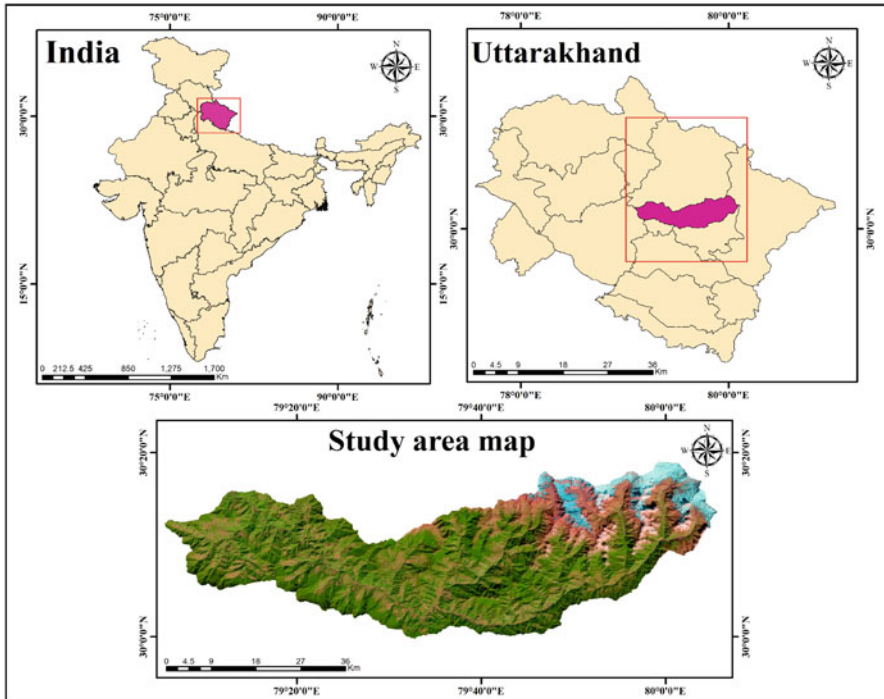 75°0'0"E 90°0'0"E
India
N
W E
S
30°0'0"N
15°0'0"N
0 212.5 425 850 1,275 1,700
Km
75°0'0"E 90°0'0"E
78°0'0"E 80°0'0"E
Uttarakhand
N
W E
S
30°0'0"N
30°0'0"N
0 4.5 9 18 27 36
Km
78°0'0"E 80°0'0"E
79°20'0"E 79°40'0"E 80°0'0"E
Study area map
N
W E
S
30°20'0"N
30°20'0"N
30°0'0"N
30°0'0"N
0 4.5 9 18 27 36
Km
79°20'0"E 79°40'0"E 80°0'0"E
30°0'0"N
15°0'0"N